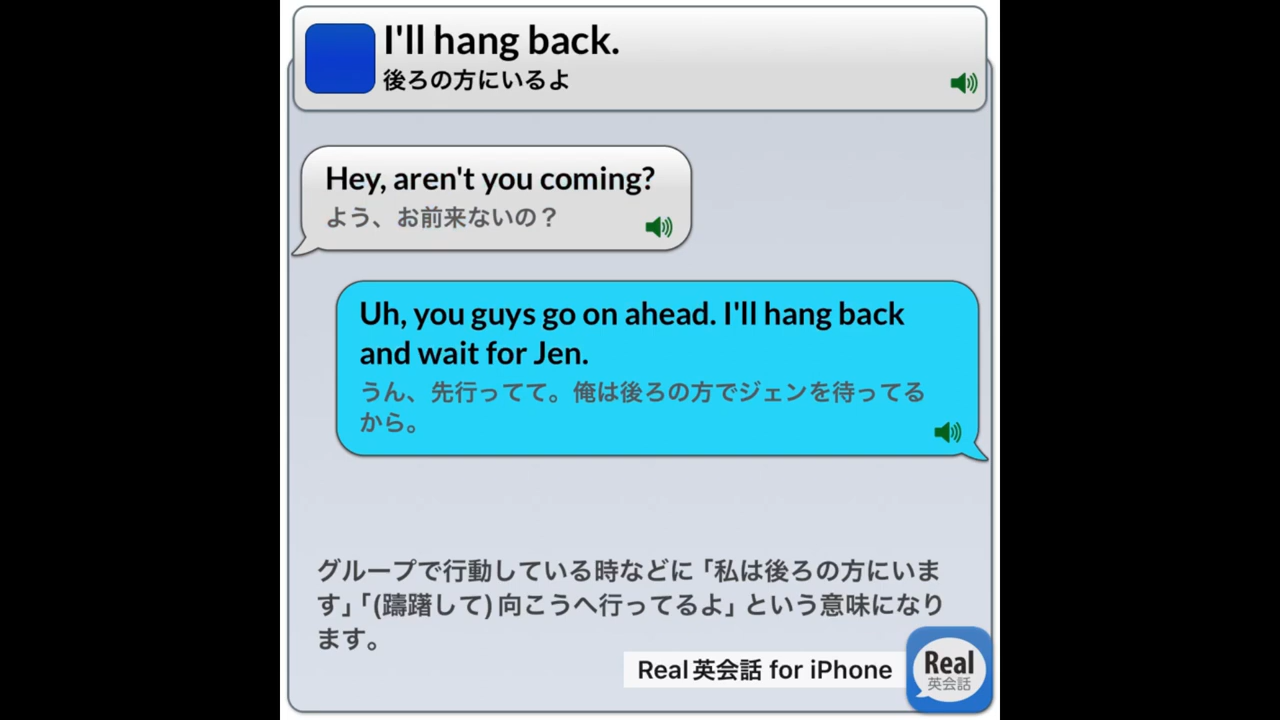 I'll hang back.
後ろの方にいるよ
Hey, aren't you coming?
よう、お前来ないの？
Uh, you guys go on ahead. I'll hang back
and wait for Jen.
うん、先行ってて。俺は後ろの方でジェンを待ってる
から。
グループで行動している時などに「私は後ろの方にいま
す」「(躊躇して)向こうへ行ってるよ」という意味になり
ます。
Real英会話 for iPhone
Real
英会話